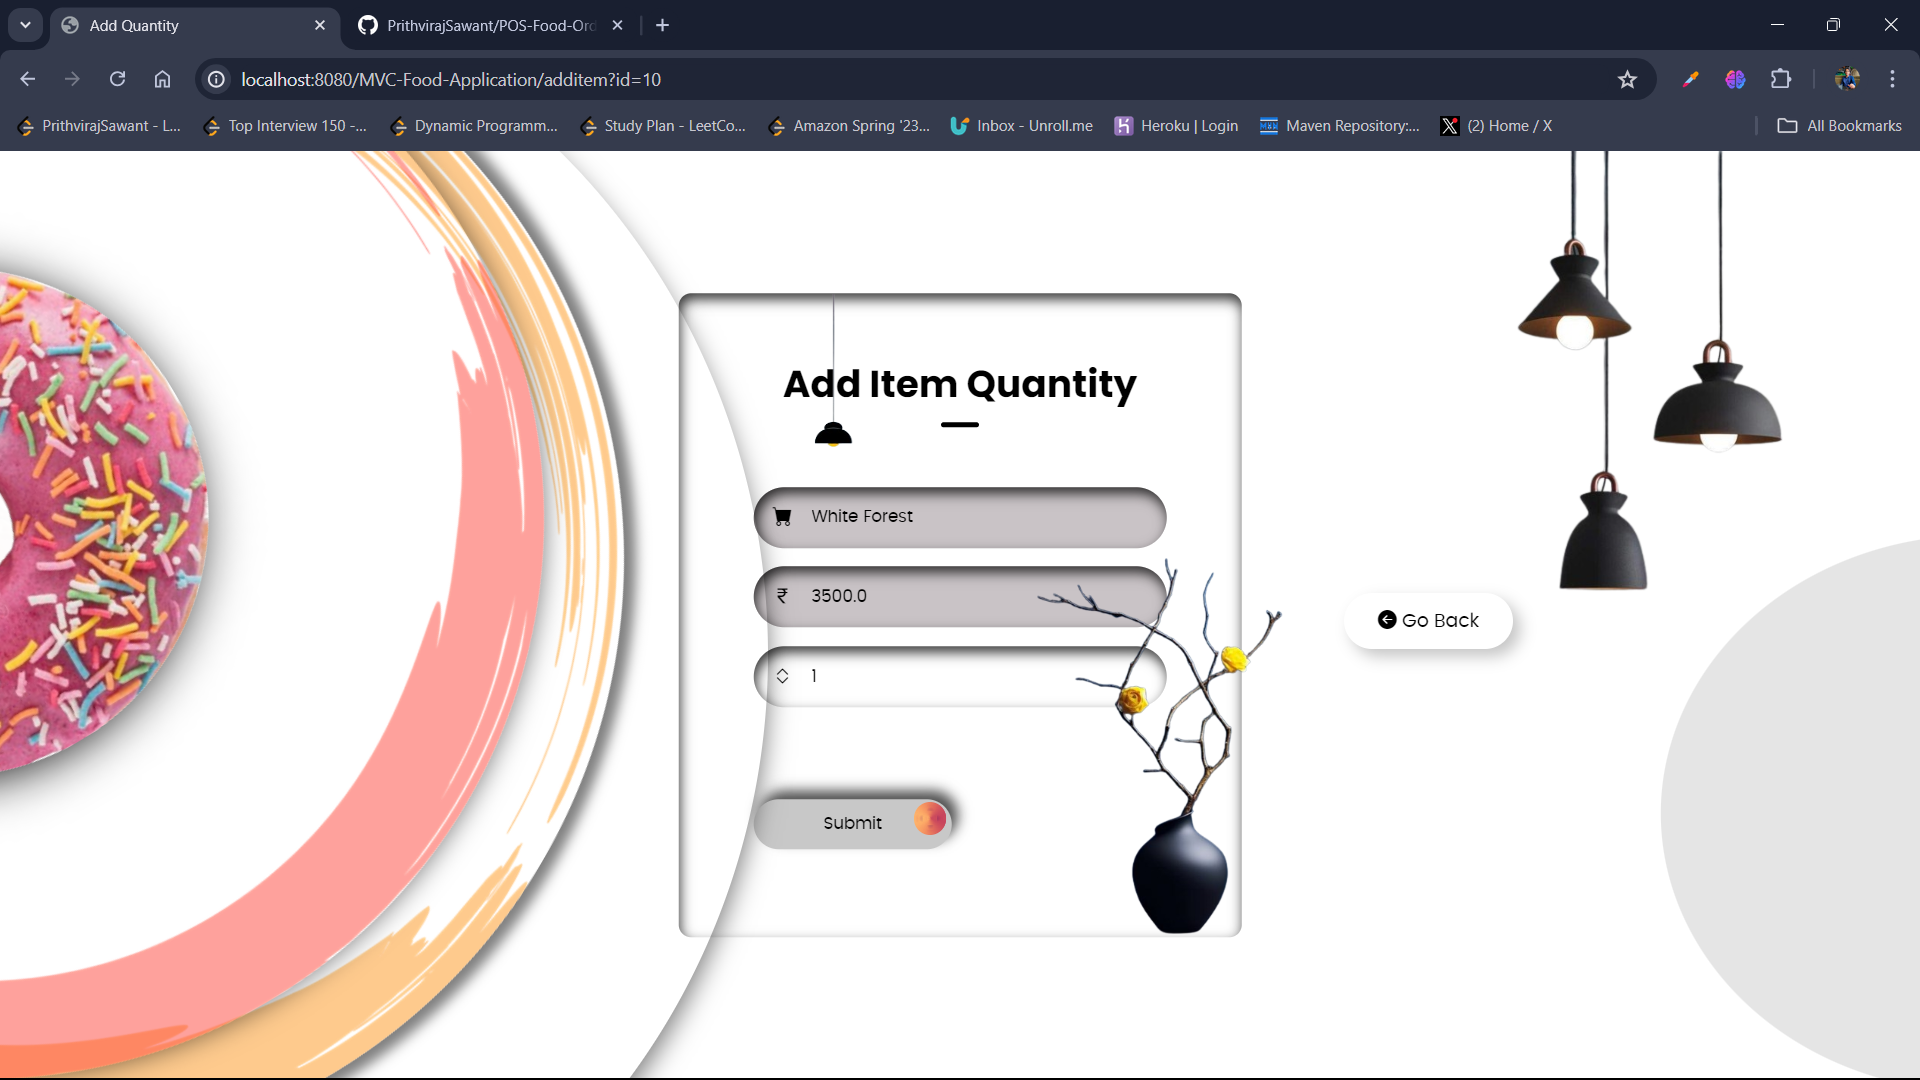 Add Quantity
PrithvirajSawant/POS-Food-Ord
localhost:8080/MVC-Food-Application/additem?id=10
PrithvirajSawant - L...
Top Interview 150 -...
Dynamic Programm...
Study Plan - LeetCo...
Amazon Spring '23...
Inbox - Unroll.me
Heroku | Login
Maven Repository:...
(2) Home / X
All Bookmarks
Add Item Quantity
White Forest
₹ 3500.0
1
Submit
Go Back